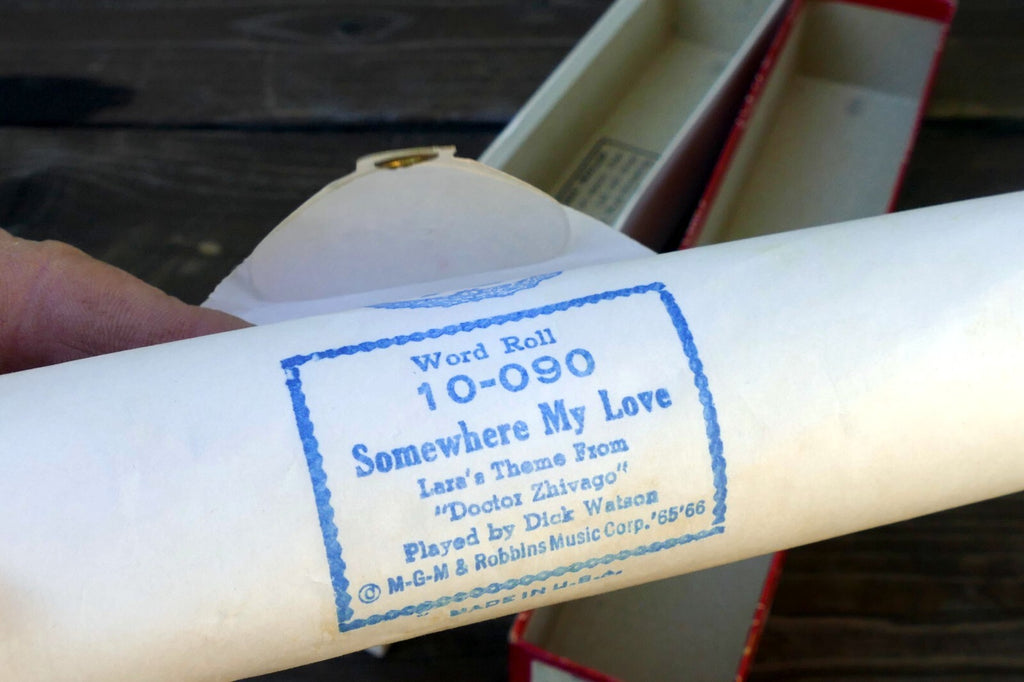 Word Roll
10-090
Somewhere My Love
Lara's Theme From
"Doctor Zhivago"
Played by Dick Watson
© M-G-M & Robbins Music Corp. '65'66
MADE IN U.S.A.